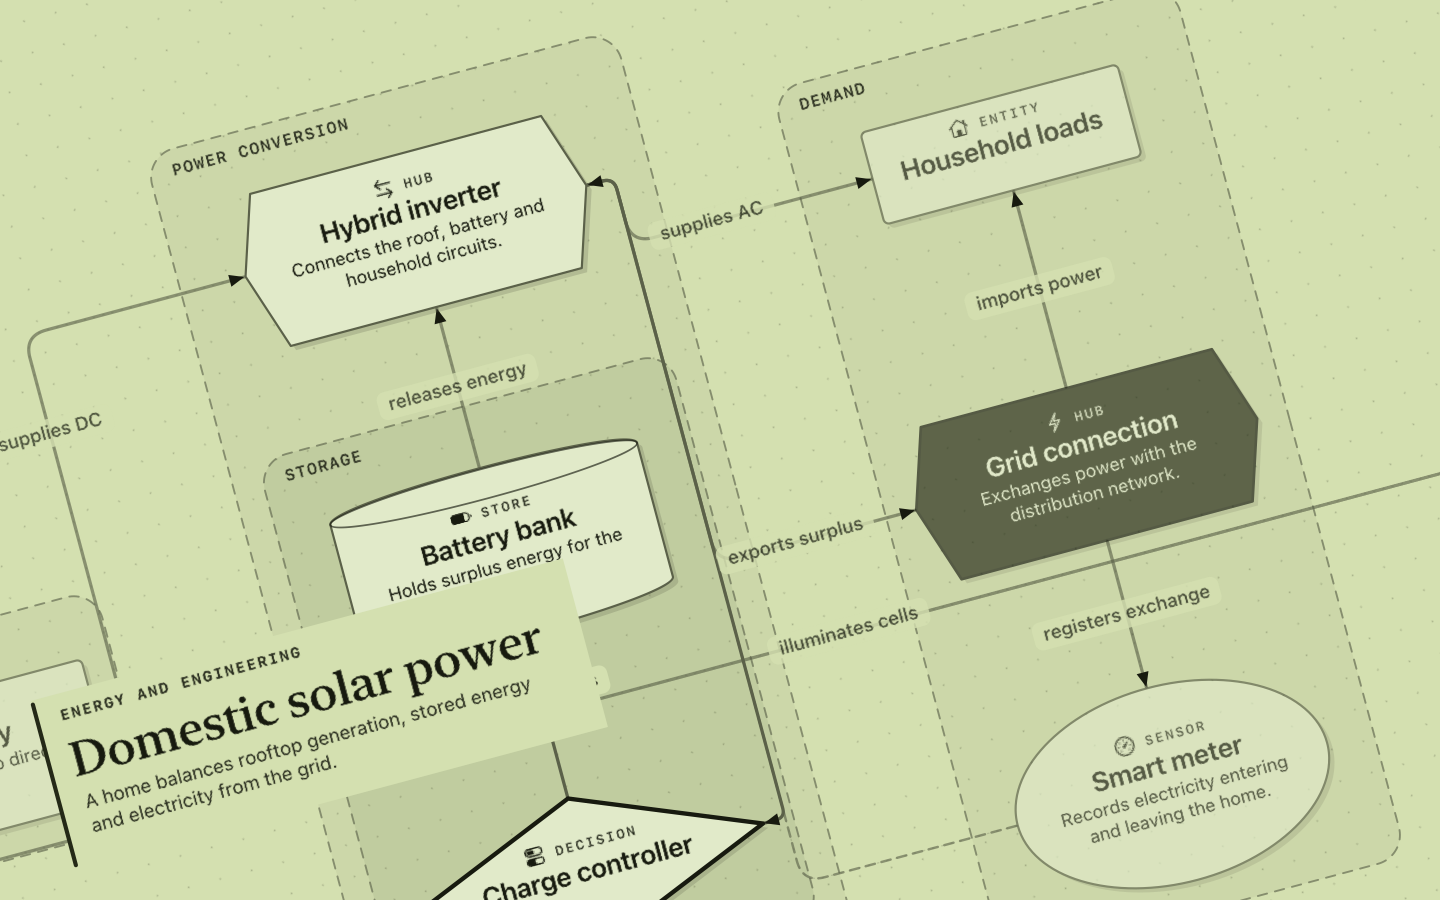 POWER CONVERSION
HUB
Hybrid inverter
Connects the roof, battery and
household circuits.
DEMAND
ENTITY
Household loads
supplies AC
imports power
supplies DC
releases energy
STORAGE
STORE
Battery bank
Holds surplus energy for the
HUB
Grid connection
Exchanges power with the
distribution network.
exports surplus
illuminates cells
registers exchange
ENERGY AND ENGINEERING
Domestic solar power
A home balances rooftop generation, stored energy
and electricity from the grid.
SENSOR
Smart meter
Records electricity entering
and leaving the home.
DECISION
Charge controller